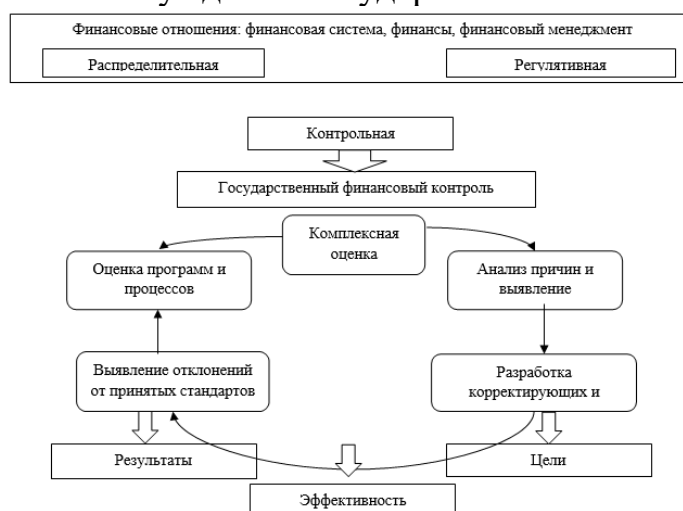 Финансовые отношения: финансовая система, финансы, финансовый менеджмент
Распределительная
Регулятивная
Контрольная
Государственный финансовый контроль
Комплексная
оценка
Оценка программ и
процессов
Анализ причин и
выявление
Выявление отклонений
от принятых стандартов
Разработка
корректирующих и
Результаты
Цели
Эффективность